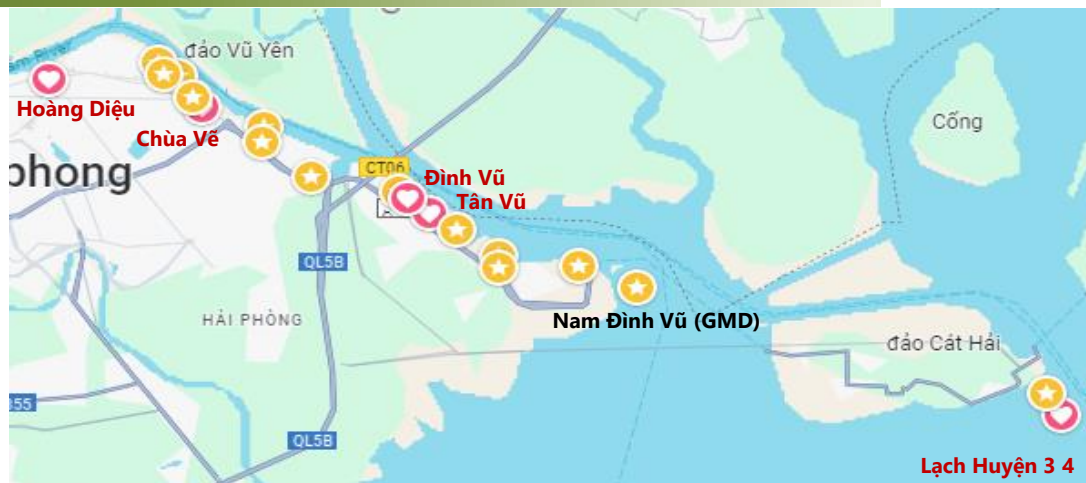 đảo Vũ Yên
Hoàng Diệu
Chùa Vẽ
Cống
phong
CT06
Đình Vũ
Tân Vũ
QL5B
HẢI PHÒNG
Nam Đình Vũ (GMD)
đảo Cát Hải
355
QL5B
Lạch Huyện 3 4